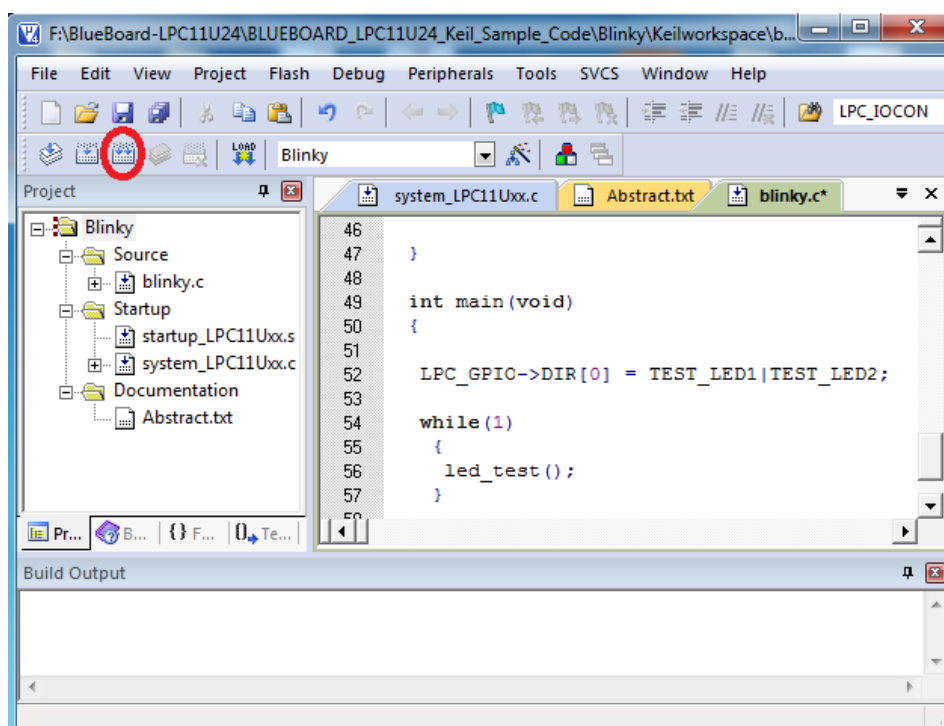 F:\BlueBoard-LPC11U24\BLUEBOARD_LPC11U24_Keil_Sample_Code\Blinky\Keilworkspace\b...
File Edit View Project Flash Debug Peripherals Tools SVCS Window Help
LPC_IOCON
LOAD Blinky
Project
system_LPC11Uxx.c Abstract.txt blinky.c*
Blinky
Source
blinky.c
Startup
startup_LPC11Uxx.s
system_LPC11Uxx.c
Documentation
Abstract.txt
46
47 }
48
49 int main(void)
50 {
51
52 LPC_GPIO->DIR[0] = TEST_LED1|TEST_LED2;
53
54 while(1)
55 {
56 led_test();
57 }
Pr... B... {} F... 0 Te...
Build Output